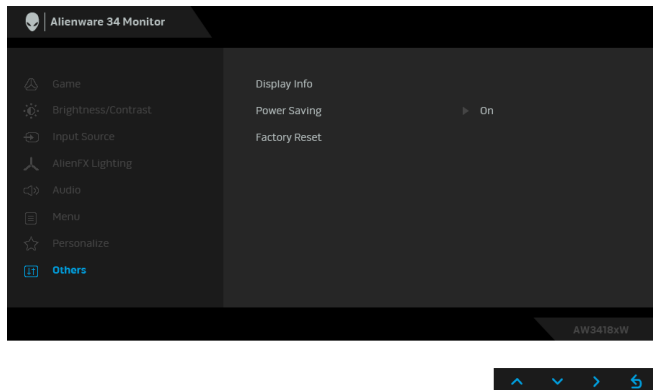 Alienware 34 Monitor
Game
Display Info
Brightness/Contrast
Power Saving
On
Input Source
Factory Reset
AlienFX Lighting
Audio
Menu
Personalize
Others
AW3418xW